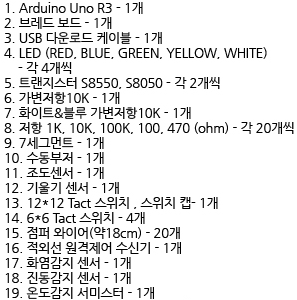 1. Arduino Uno R3 - 1개
2. 브레드 보드 - 1개
3. USB 다운로드 케이블 - 1개
4. LED (RED, BLUE, GREEN, YELLOW, WHITE)
- 각 4개씩
5. 트랜지스터 S8550, S8050 - 각 2개씩
6. 가변저항10K - 1개
7. 화이트&블루 가변저항10K - 1개
8. 저항 1K, 10K, 100K, 100, 470 (ohm) - 각 20개씩
9. 7세그먼트 - 1개
10. 수동부저 - 1개
11. 조도센서 - 1개
12. 기울기 센서 - 1개
13. 12*12 Tact 스위치 , 스위치 캡- 1개
14. 6*6 Tact 스위치 - 4개
15. 점퍼 와이어(약18cm) - 20개
16. 적외선 원격제어 수신기 - 1개
17. 화염감지 센서 - 1개
18. 진동감지 센서 - 1개
19. 온도감지 서미스터 - 1개